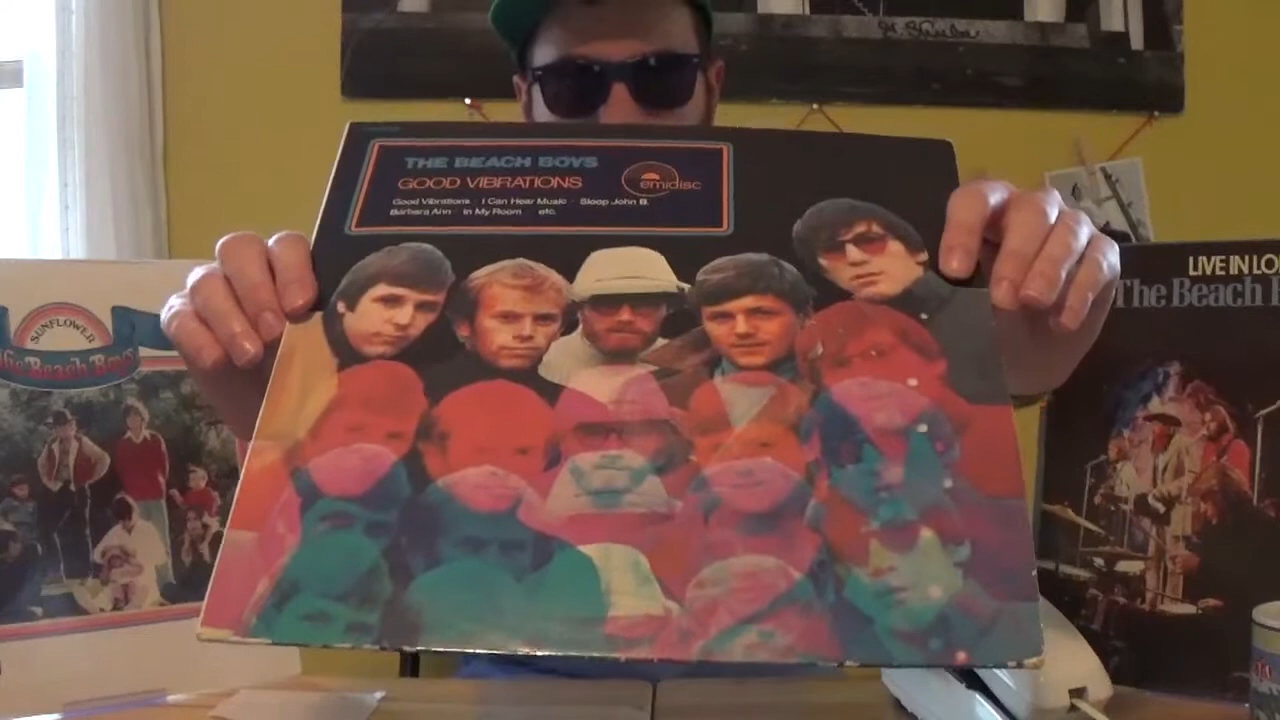 THE BEACH BOYS
GOOD VIBRATIONS
emidisc
Good Vibrations · I Can Hear Music · Sloop John B.
Barbara Ann · In My Room · etc.
SUNFLOWER
The Beach Boys
LIVE IN LO
The Beach